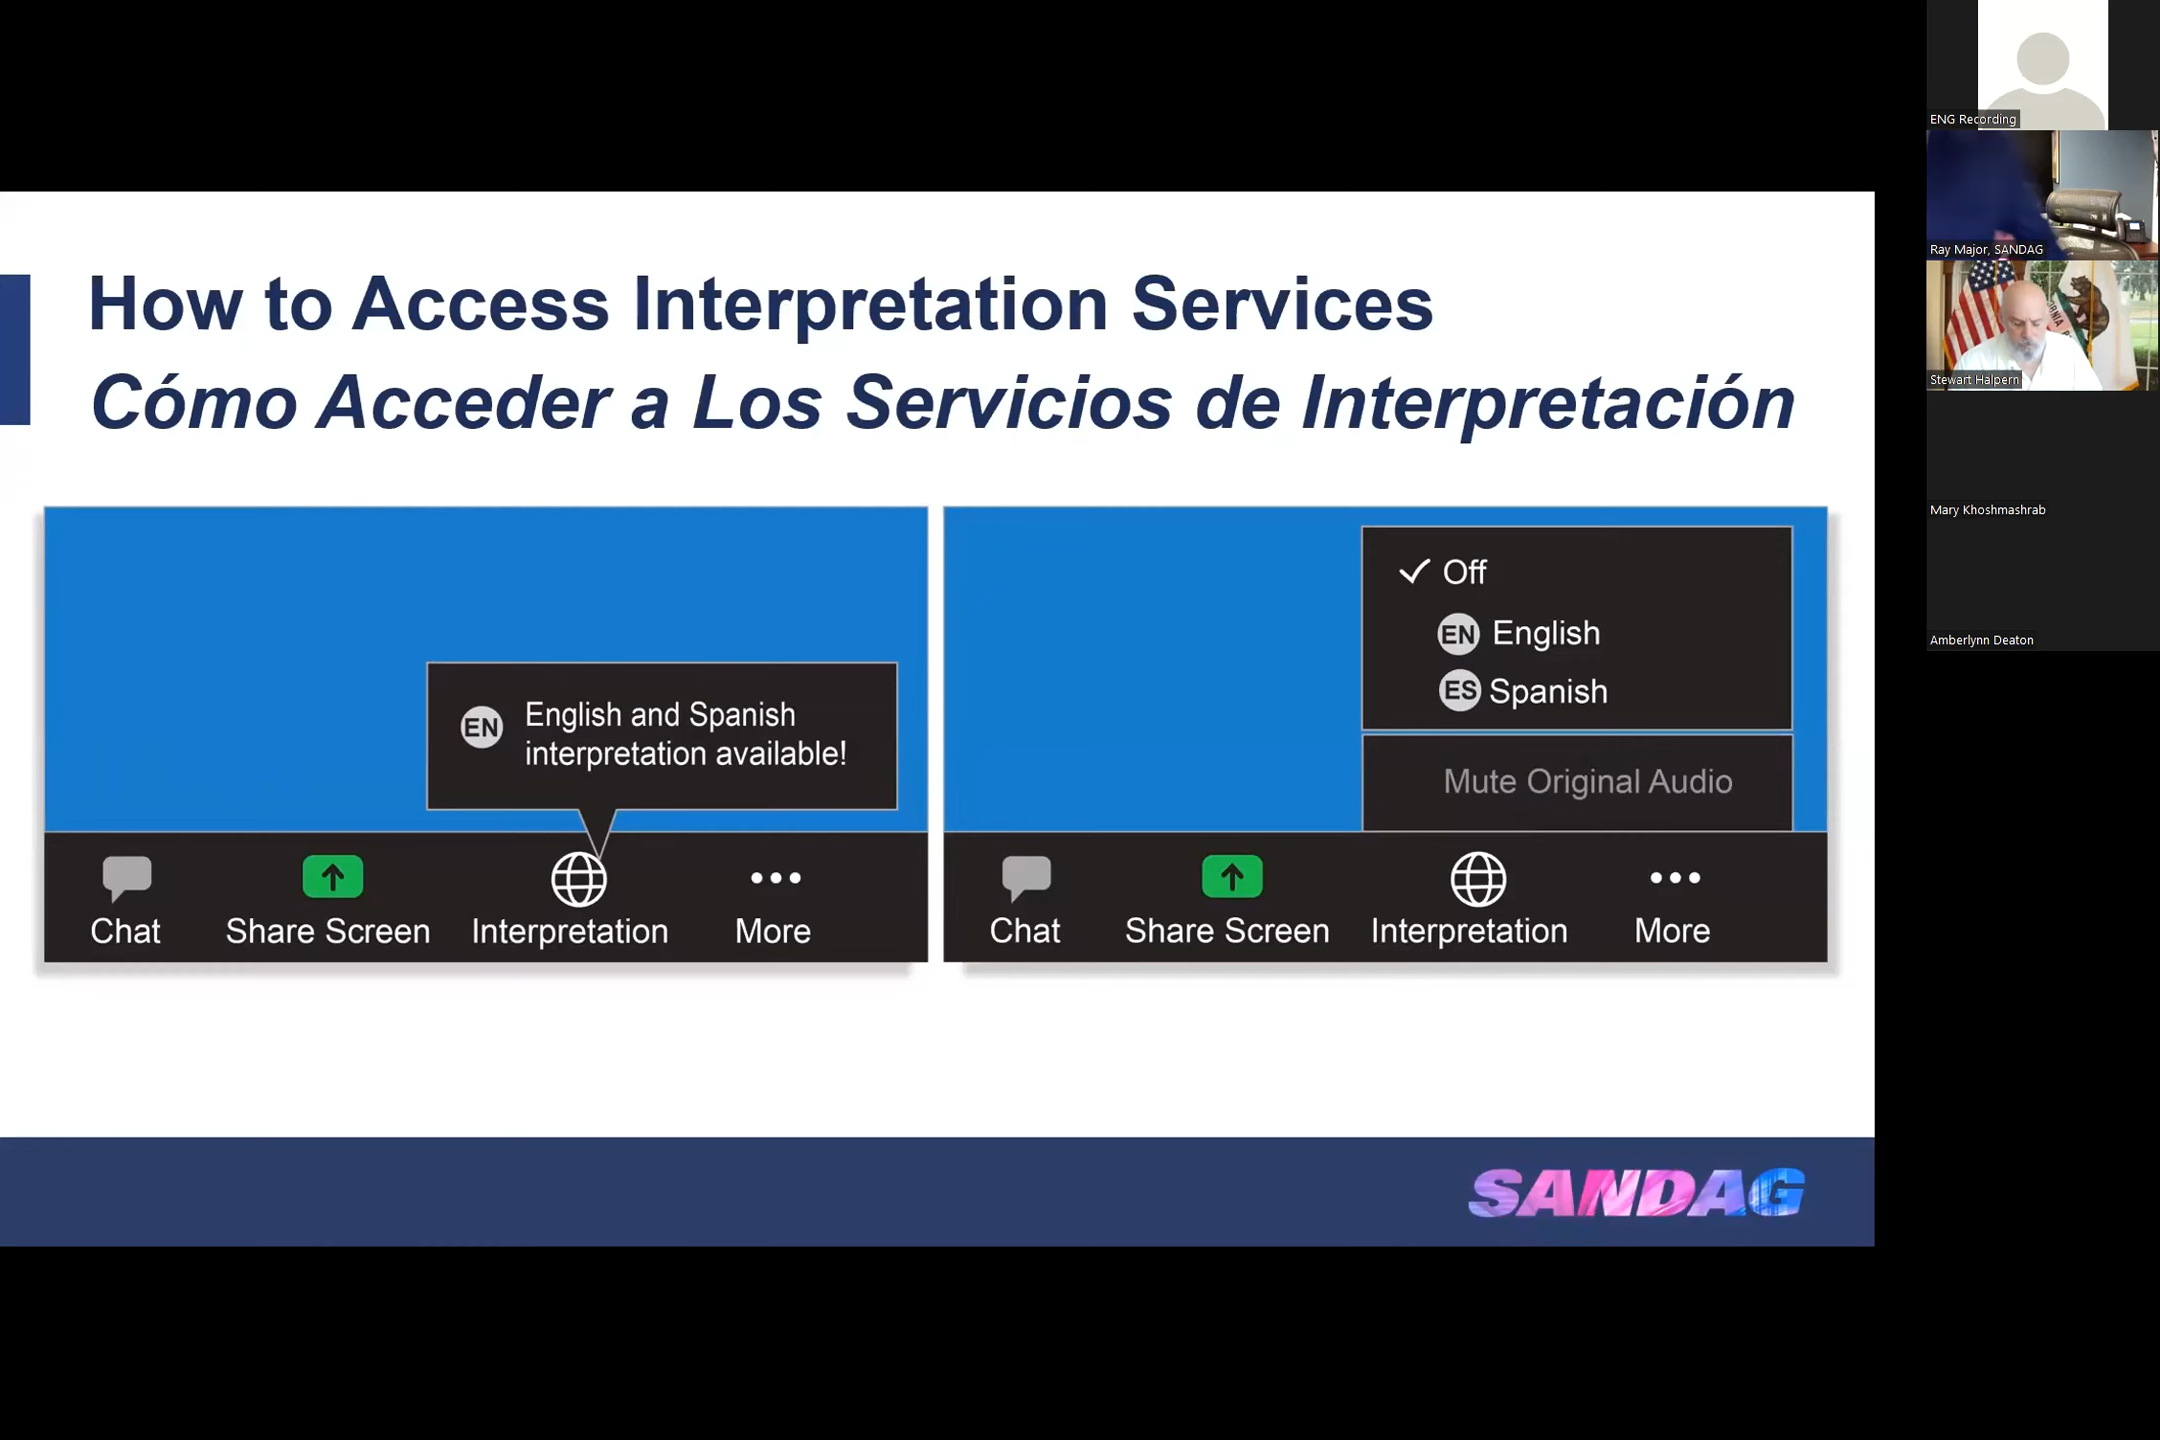 How to Access Interpretation Services
Cómo Acceder a Los Servicios de Interpretación
EN English and Spanish
interpretation available!
Chat Share Screen Interpretation More
Off
EN English
ES Spanish
Mute Original Audio
Chat Share Screen Interpretation More
SANDAG
ENG Recording
Ray Major, SANDAG
Stewart Halpern
Mary Khoshmashrab
Amberlynn Deaton